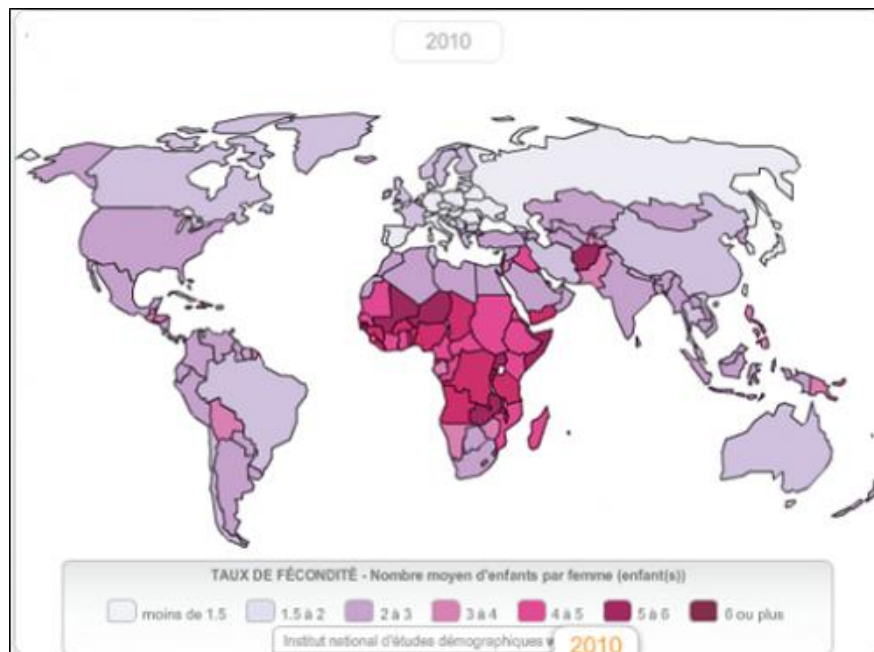 2010
TAUX DE FÉCONDITÉ - Nombre moyen d'enfants par femme (enfant(s))
moins de 1.5 1.5 à 2 2 à 3 3 à 4 4 à 5 5 à 6 6 ou plus
Institut national d'études démographiques
2010